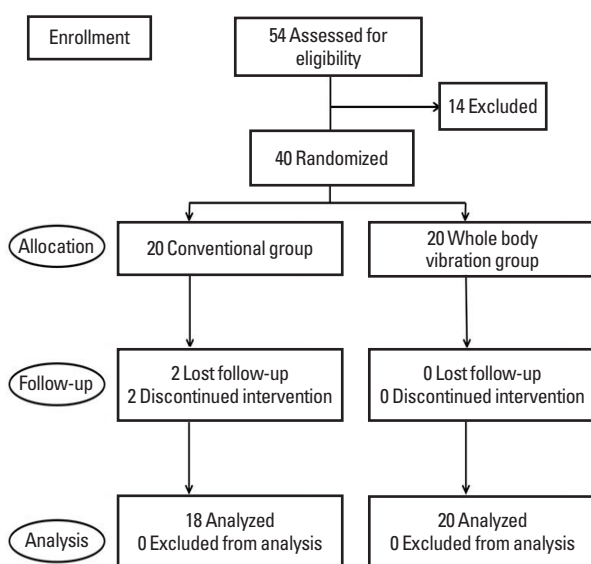 Enrollment
54 Assessed for
eligibility
14 Excluded
40 Randomized
Allocation
20 Conventional group
20 Whole body
vibration group
Follow-up
2 Lost follow-up
2 Discontinued intervention
0 Lost follow-up
0 Discontinued intervention
Analysis
18 Analyzed
0 Excluded from analysis
20 Analyzed
0 Excluded from analysis